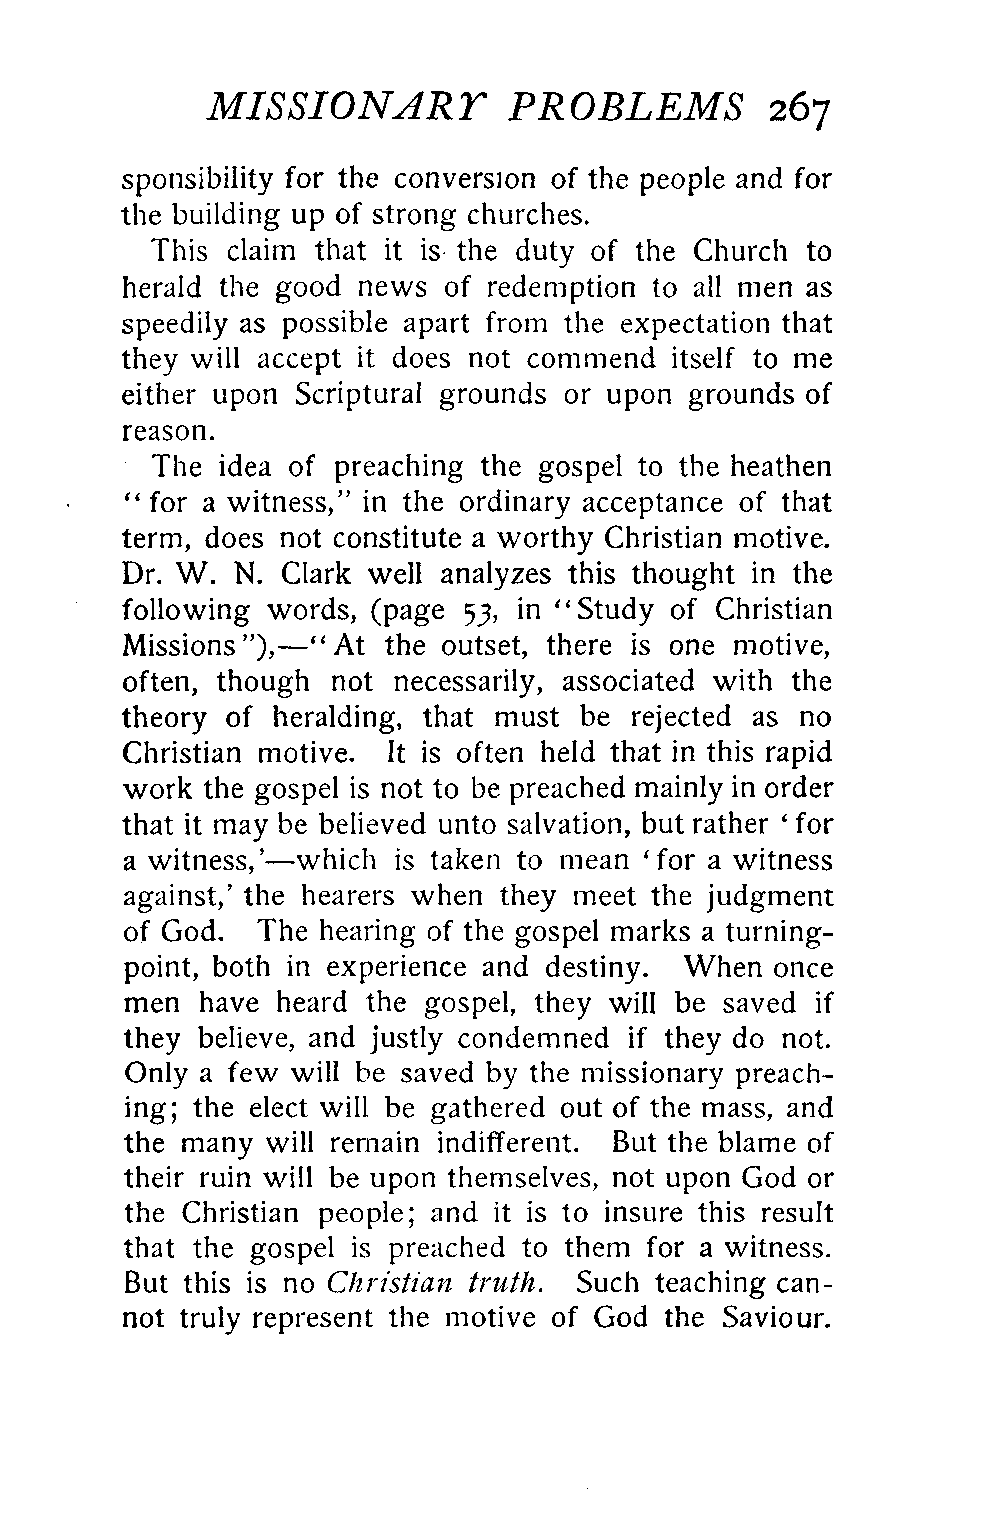 MISSIONARY PROBLEMS 267
sponsibility for the conversion of the people and for
the building up of strong churches.
This claim that it is the duty of the Church to
herald the good news of redemption to all men as
speedily as possible apart from the expectation that
they will accept it does not commend itself to me
either upon Scriptural grounds or upon grounds of
reason.
The idea of preaching the gospel to the heathen
“ for a witness,” in the ordinary acceptance of that
term, does not constitute a worthy Christian motive.
Dr. W. N. Clark well analyzes this thought in the
following words, (page 53, in “Study of Christian
Missions”),—“ At the outset, there is one motive,
often, though not necessarily, associated with the
theory of heralding, that must be rejected as no
Christian motive. It is often held that in this rapid
work the gospel is not to be preached mainly in order
that it may be believed unto salvation, but rather ‘ for
a witness,’—which is taken to mean ‘for a witness
against,’ the hearers when they meet the judgment
of God. The hearing of the gospel marks a turning-
point, both in experience and destiny. When once
men have heard the gospel, they will be saved if
they believe, and justly condemned if they do not.
Only a few will be saved by the missionary preach-
ing; the elect will be gathered out of the mass, and
the many will remain indifferent. But the blame of
their ruin will be upon themselves, not upon God or
the Christian people; and it is to insure this result
that the gospel is preached to them for a witness.
But this is no Christian truth. Such teaching can-
not truly represent the motive of God the Saviour.